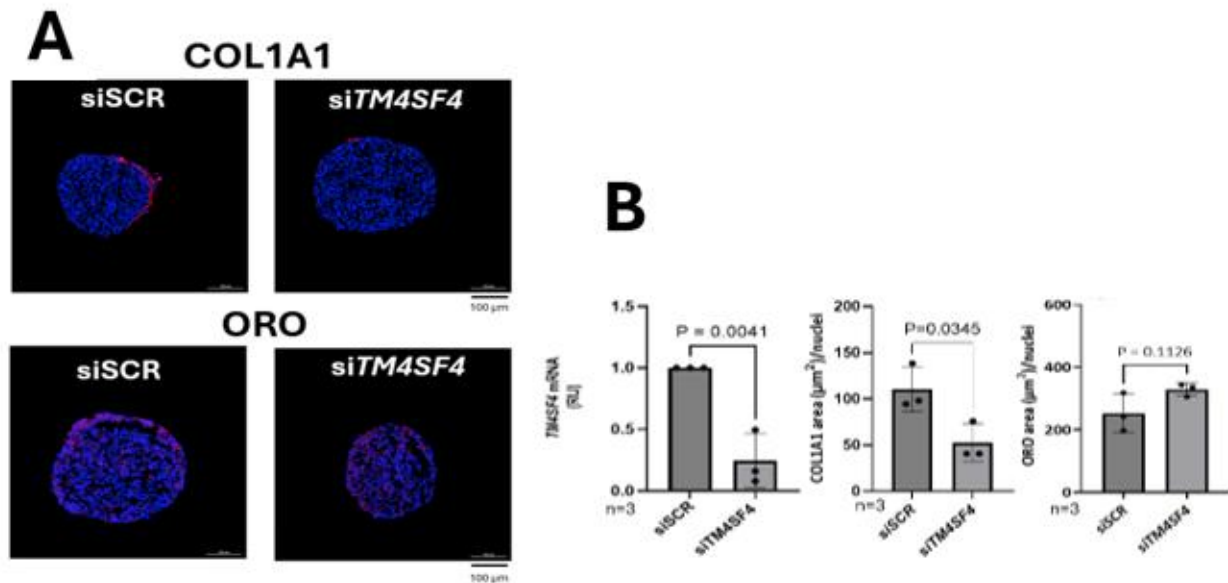 A
COL1A1
siSCR
siTM4SF4
100 µm
ORO
siSCR
siTM4SF4
100 µm
B
1.5
1.0
0.5
0.0
TM4SF4 mRNA
P = 0.0041
n=3
siSCR
siTM4SF4
200
150
100
50
0
COL1A1 area (µm²)/nuclei
P=0.0345
siSCR
siTM4SF4
600
400
200
0
ORO area (µm²)/nuclei
P = 0.1126
n=3
siSCR
siTM4SF4